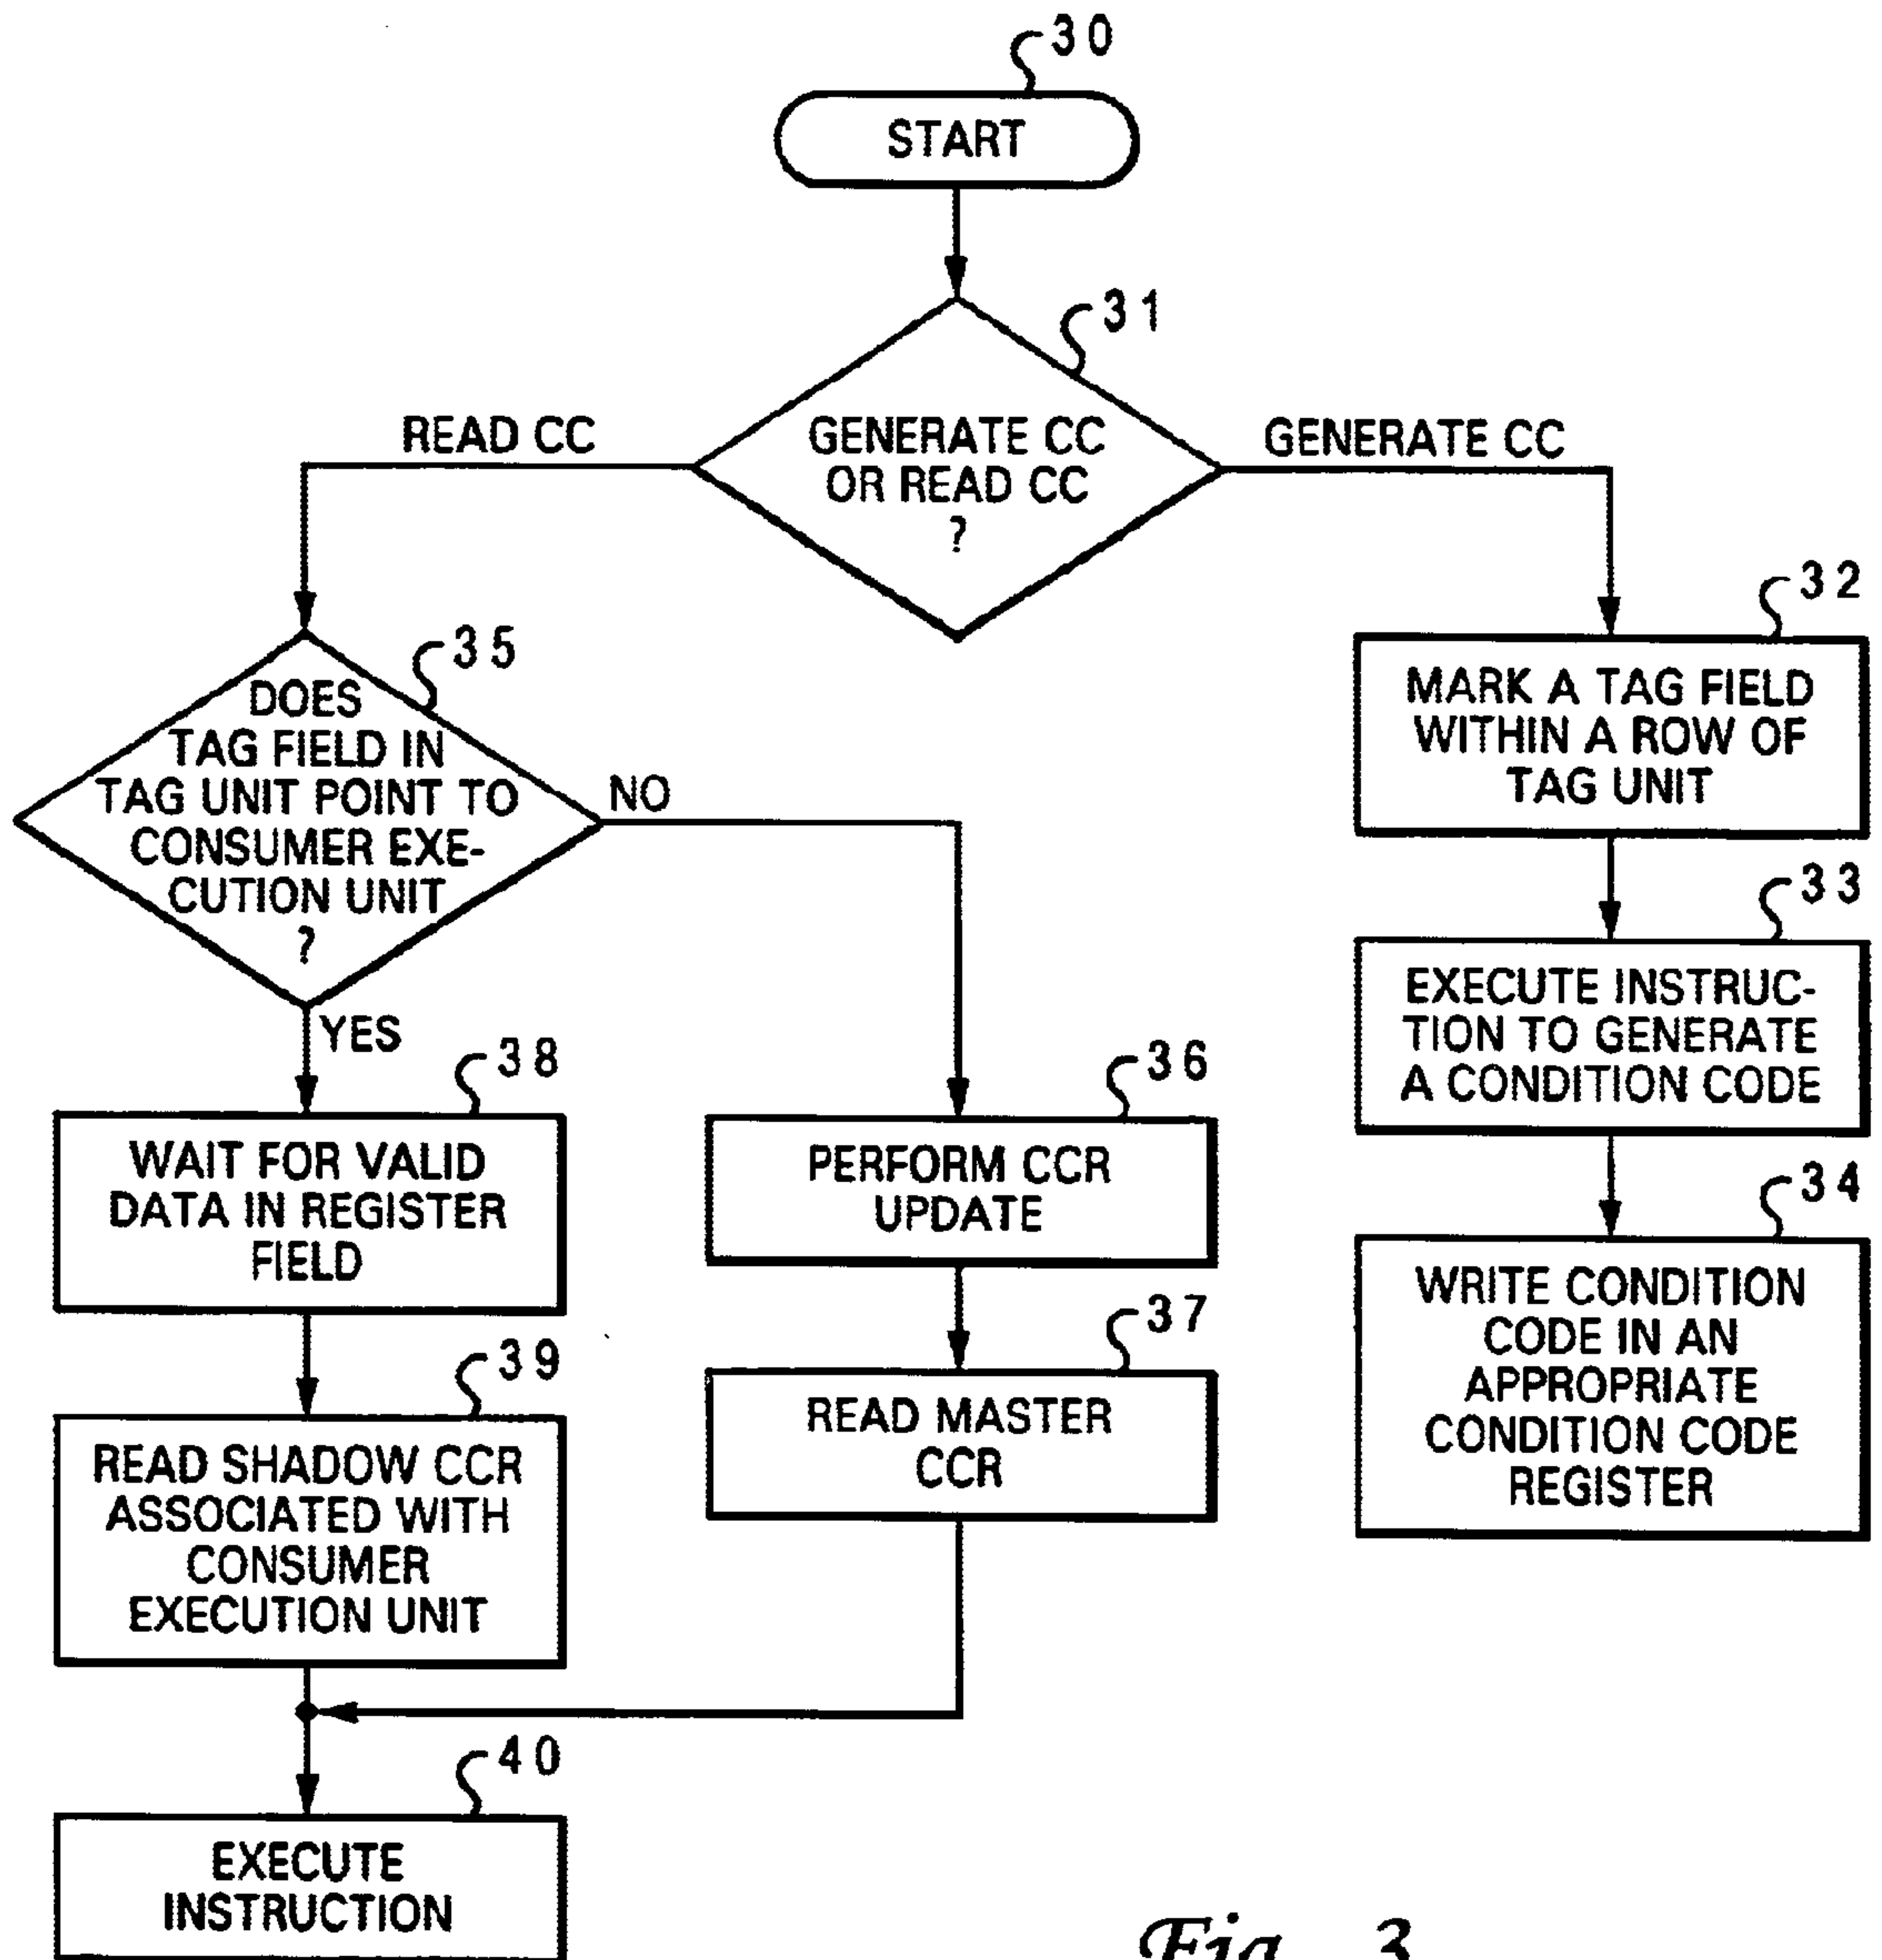 30
START
31
GENERATE CC
OR READ CC
?
READ CC
GENERATE CC
32
MARK A TAG FIELD
WITHIN A ROW OF
TAG UNIT
33
EXECUTE INSTRUC-
TION TO GENERATE
A CONDITION CODE
34
WRITE CONDITION
CODE IN AN
APPROPRIATE
CONDITION CODE
REGISTER
35
DOES
TAG FIELD IN
TAG UNIT POINT TO
CONSUMER EXE-
CUTION UNIT
?
NO
YES
36
PERFORM CCR
UPDATE
37
READ MASTER
CCR
38
WAIT FOR VALID
DATA IN REGISTER
FIELD
39
READ SHADOW CCR
ASSOCIATED WITH
CONSUMER
EXECUTION UNIT
40
EXECUTE
INSTRUCTION
Fig. 3